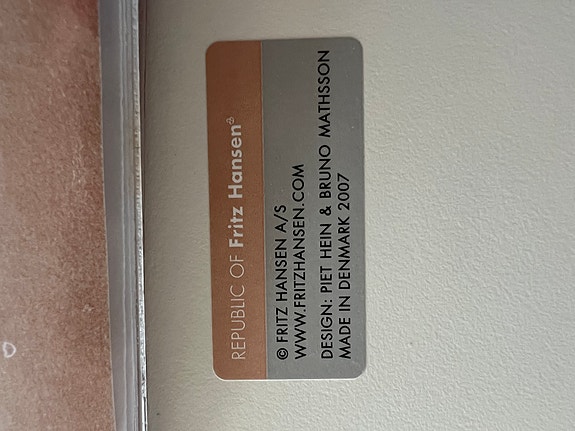 REPUBLIC OF Fritz Hansen
© FRITZ HANSEN A/S
WWW.FRITZHANSEN.COM
DESIGN: PIET HEIN & BRUNO MATHSSON
MADE IN DENMARK 2007